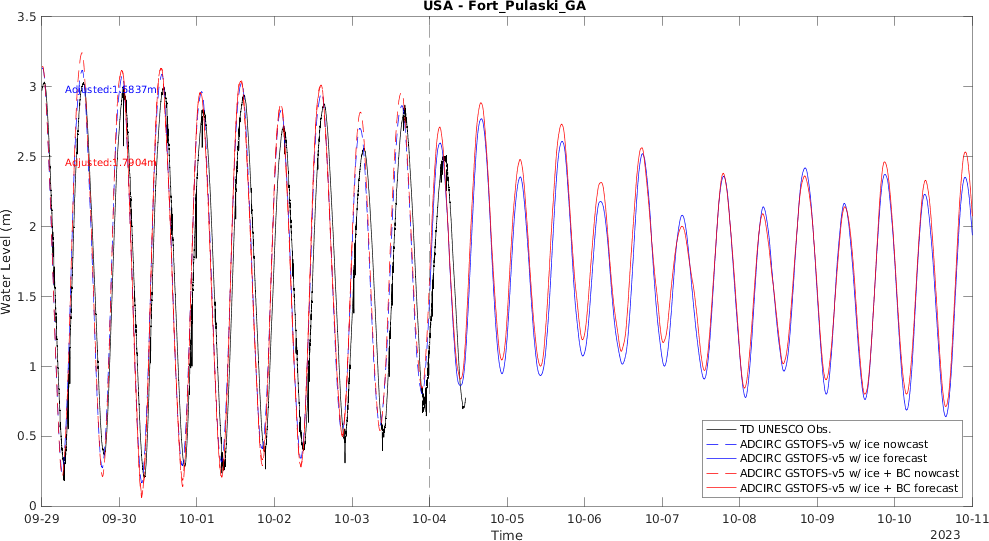 USA - Fort_Pulaski_GA
3.5
3
2.5
2
1.5
1
0.5
0
Water Level (m)
Adjusted:1.6837m
Adjusted:1.7904m
TD UNESCO Obs.
ADCIRC GSTOFS-v5 w/ ice nowcast
ADCIRC GSTOFS-v5 w/ ice forecast
ADCIRC GSTOFS-v5 w/ ice + BC nowcast
ADCIRC GSTOFS-v5 w/ ice + BC forecast
09-29 09-30 10-01 10-02 10-03 10-04 10-05 10-06 10-07 10-08 10-09 10-10 10-11
Time
2023